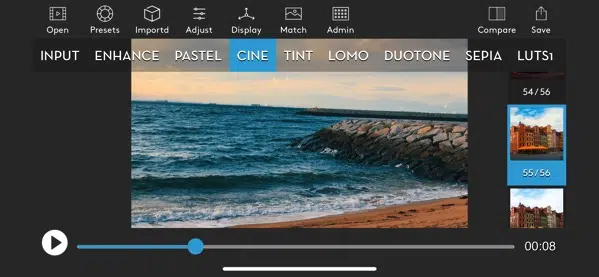 Open Presets Importd Adjust Display Match Admin Compare Save
INPUT ENHANCE PASTEL CINE TINT LOMO DUOTONE SEPIA LUTS1
54/56
55/56
00:08